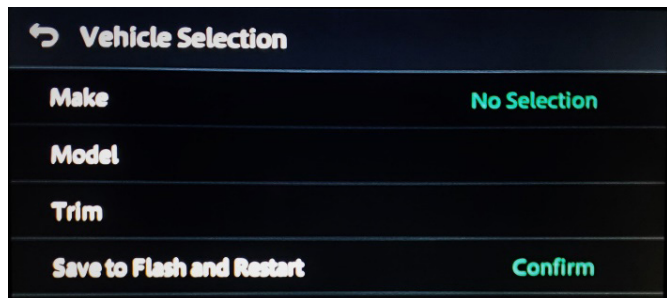 Vehicle Selection
Make No Selection
Model
Trim
Save to Flash and Restart Confirm